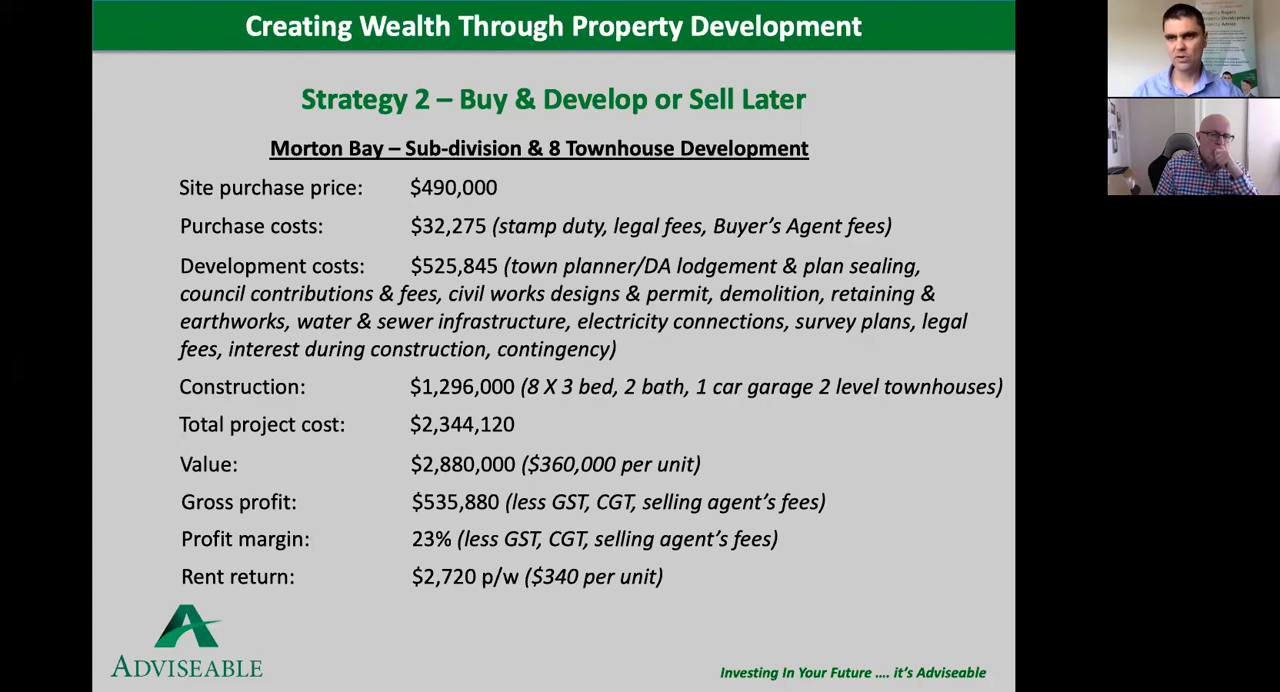 Creating Wealth Through Property Development
Strategy 2 – Buy & Develop or Sell Later
Morton Bay – Sub-division & 8 Townhouse Development
Site purchase price: $490,000
Purchase costs: $32,275 (stamp duty, legal fees, Buyer's Agent fees)
Development costs: $525,845 (town planner/DA lodgement & plan sealing,
council contributions & fees, civil works designs & permit, demolition, retaining &
earthworks, water & sewer infrastructure, electricity connections, survey plans, legal
fees, interest during construction, contingency)
Construction: $1,296,000 (8 X 3 bed, 2 bath, 1 car garage 2 level townhouses)
Total project cost: $2,344,120
Value: $2,880,000 ($360,000 per unit)
Gross profit: $535,880 (less GST, CGT, selling agent's fees)
Profit margin: 23% (less GST, CGT, selling agent's fees)
Rent return: $2,720 p/w ($340 per unit)
ADVISEABLE
Investing In Your Future .... it's Adviseable